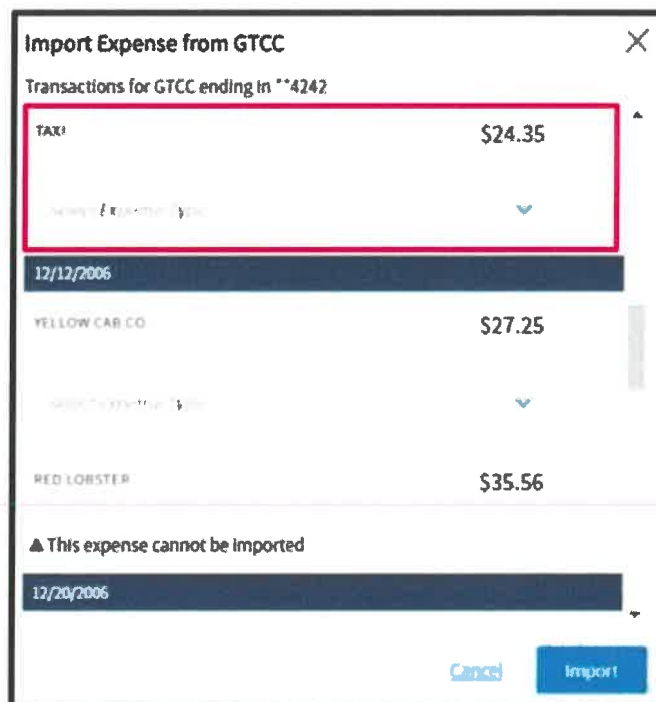 Import Expense from GTCC
Transactions for GTCC ending in **4242
TAXI
$24.35
12/12/2006
YELLOW CAB CO
$27.25
RED LOBSTER
$35.56
This expense cannot be imported
12/20/2006
Cancel
Import